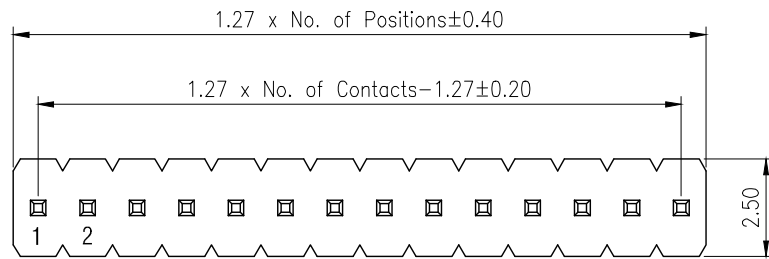 1.27 x No. of Positions±0.40
1.27 x No. of Contacts-1.27±0.20
2.50
1 2